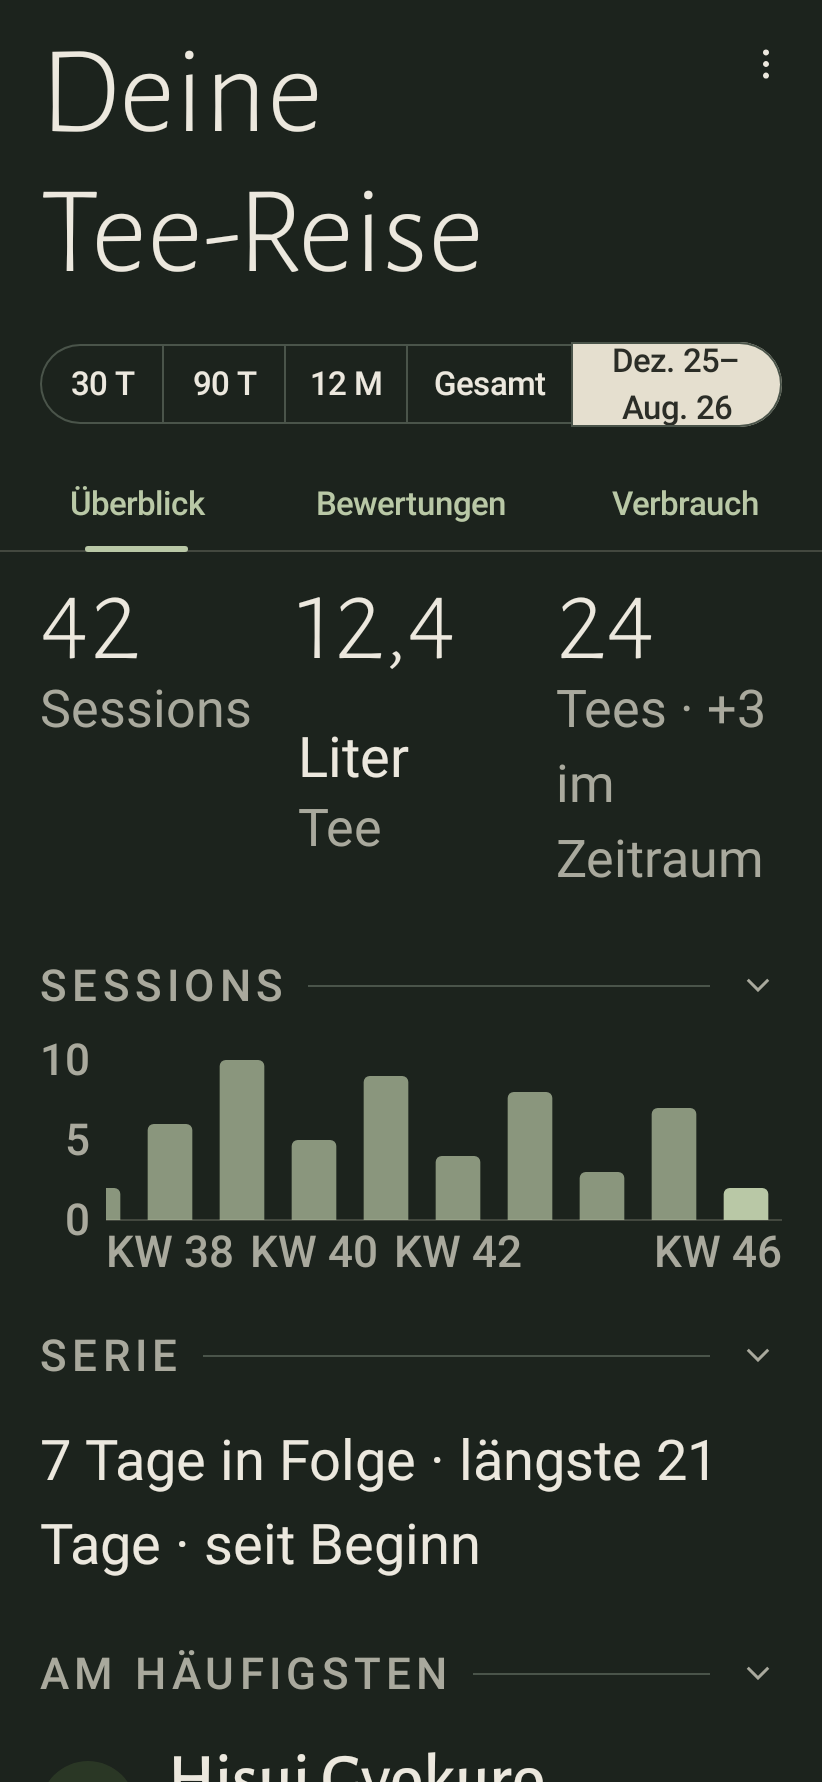 Deine
Tee-Reise
30 T
90 T
12 M
Gesamt
Dez. 25–
Aug. 26
Überblick
Bewertungen
Verbrauch
42
Sessions
12,4
Liter
Tee
24
Tees · +3
im
Zeitraum
SESSIONS
10
5
0
KW 38 KW 40 KW 42 KW 46
SERIE
7 Tage in Folge · längste 21
Tage · seit Beginn
AM HÄUFIGSTEN
Hisui Gyokuro